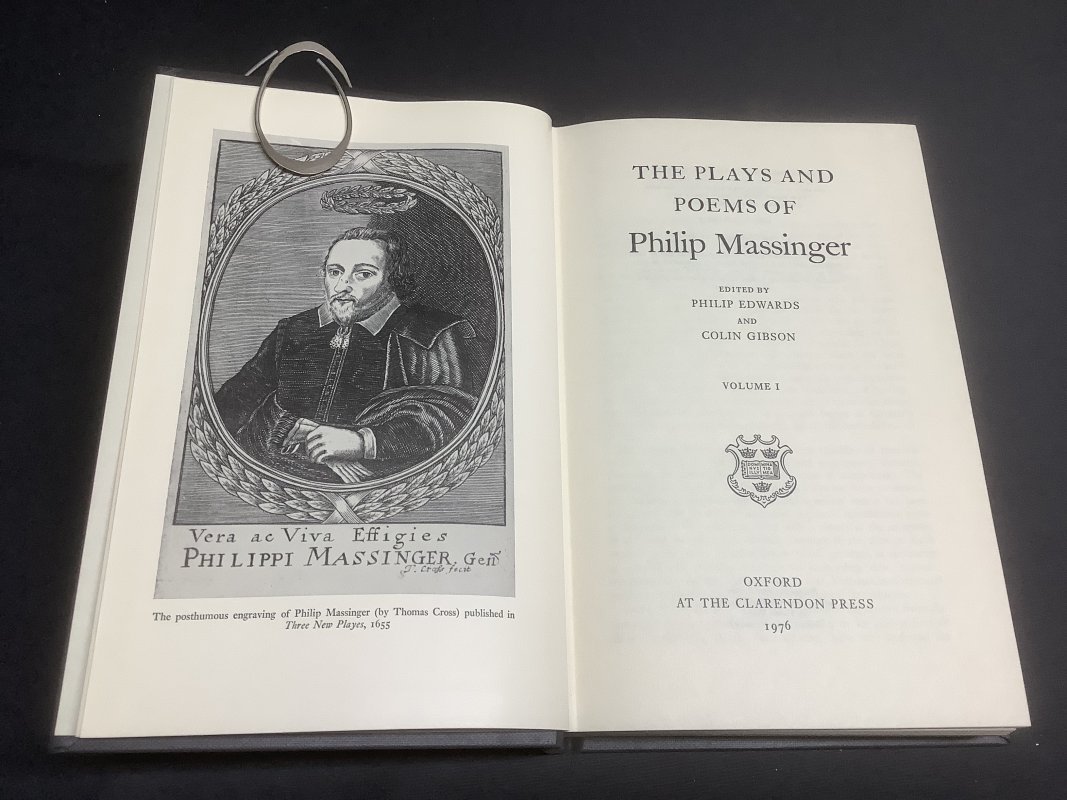 Vera ac Viva Effigies
PHILIPPI MASSINGER. Gen̄
T. Cross fecit
The posthumous engraving of Philip Massinger (by Thomas Cross) published in
Three New Playes, 1655
THE PLAYS AND
POEMS OF
Philip Massinger
EDITED BY
PHILIP EDWARDS
AND
COLIN GIBSON
VOLUME I
OXFORD
AT THE CLARENDON PRESS
1976